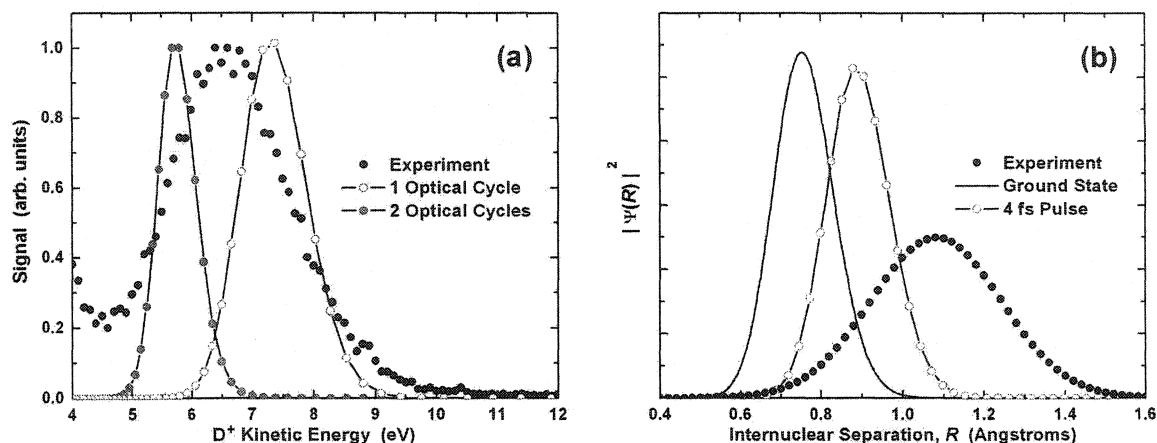 (a)
1.0
0.8
0.6
0.4
0.2
0.0
Signal (arb. units)
Experiment
1 Optical Cycle
2 Optical Cycles
4 5 6 7 8 9 10 11 12
D⁺ Kinetic Energy (eV)
(b)
| Ψ(R) |²
Experiment
Ground State
4 fs Pulse
0.4 0.6 0.8 1.0 1.2 1.4 1.6
Internuclear Separation, R (Angstroms)